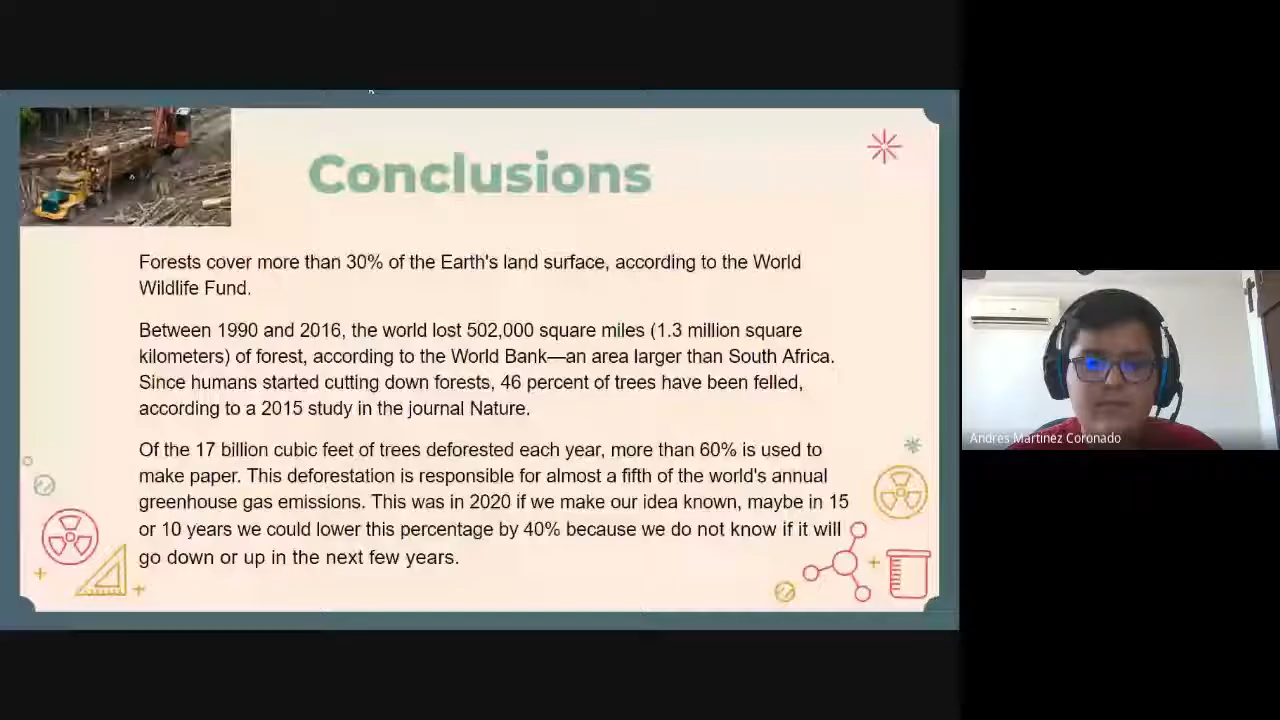 Conclusions
Forests cover more than 30% of the Earth's land surface, according to the World
Wildlife Fund.
Between 1990 and 2016, the world lost 502,000 square miles (1.3 million square
kilometers) of forest, according to the World Bank—an area larger than South Africa.
Since humans started cutting down forests, 46 percent of trees have been felled,
according to a 2015 study in the journal Nature.
Of the 17 billion cubic feet of trees deforested each year, more than 60% is used to
make paper. This deforestation is responsible for almost a fifth of the world's annual
greenhouse gas emissions. This was in 2020 if we make our idea known, maybe in 15
or 10 years we could lower this percentage by 40% because we do not know if it will
go down or up in the next few years.
Andres Martinez Coronado